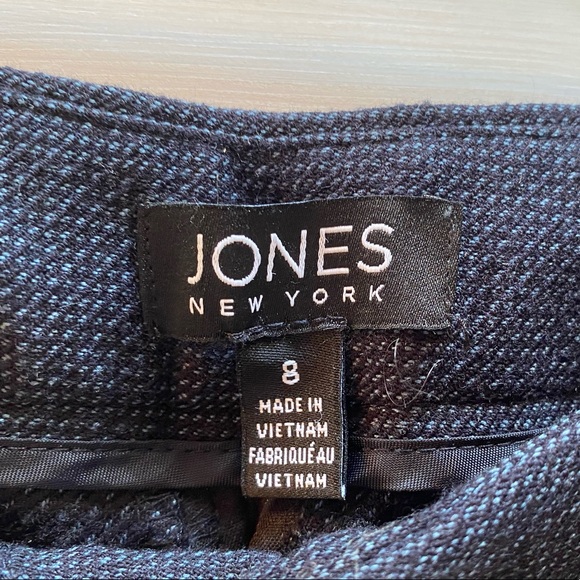 JONES
NEW YORK
8
MADE IN
VIETNAM
FABRIQUÉ AU
VIETNAM